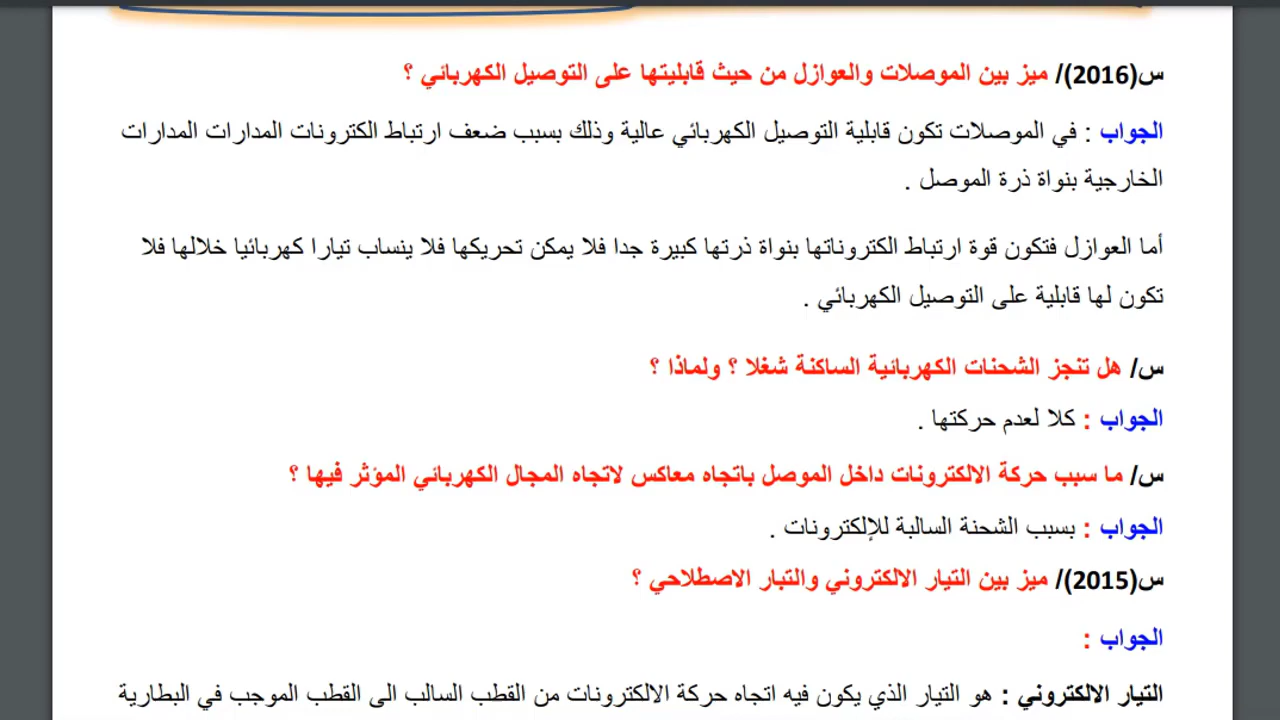 س(2016)/ ميز بين الموصلات والعوازل من حيث قابليتها على التوصيل الكهربائي ؟
الجواب : في الموصلات تكون قابلية التوصيل الكهربائي عالية وذلك بسبب ضعف ارتباط الكترونات المدارات المدارات
الخارجية بنواة ذرة الموصل .
أما العوازل فتكون قوة ارتباط الكتروناتها بنواة ذرتها كبيرة جدا فلا يمكن تحريكها فلا ينساب تيارا كهربائيا خلالها فلا
تكون لها قابلية على التوصيل الكهربائي .
س/ هل تنجز الشحنات الكهربائية الساكنة شغلا ؟ ولماذا ؟
الجواب : كلا لعدم حركتها .
س/ ما سبب حركة الالكترونات داخل الموصل باتجاه معاكس لاتجاه المجال الكهربائي المؤثر فيها ؟
الجواب : بسبب الشحنة السالبة للإلكترونات .
س(2015)/ ميز بين التيار الالكتروني والتيار الاصطلاحي ؟
الجواب :
التيار الالكتروني : هو التيار الذي يكون فيه اتجاه حركة الالكترونات من القطب السالب الى القطب الموجب في البطارية